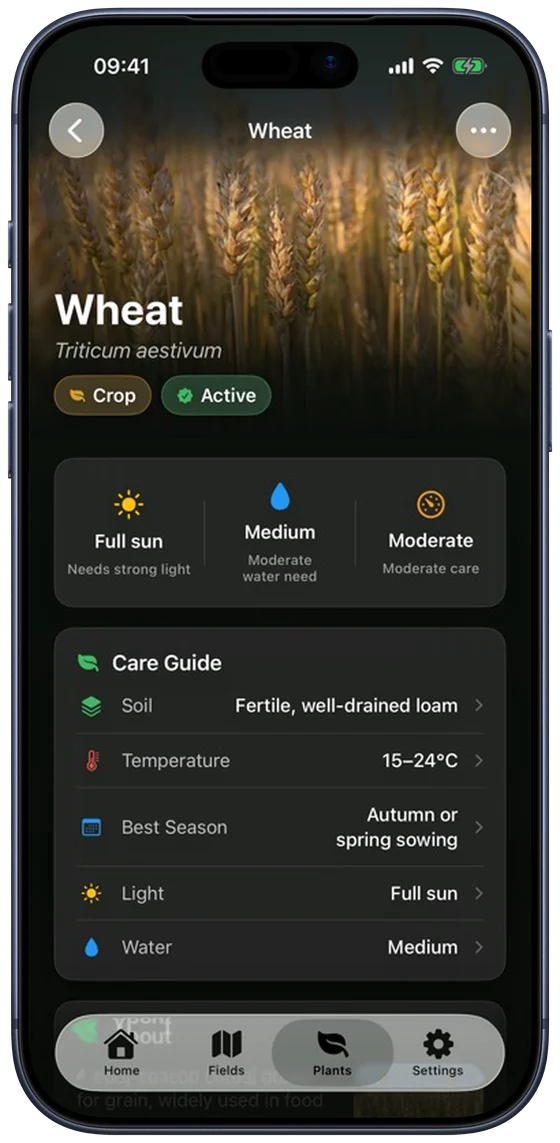 09:41
Wheat
Wheat
Triticum aestivum
Crop
Active
Full sun
Needs strong light
Medium
Moderate
water need
Moderate
Moderate care
Care Guide
Soil
Fertile, well-drained loam
Temperature
15–24°C
Best Season
Autumn or
spring sowing
Light
Full sun
Water
Medium
Home
Fields
Plants
Settings
for grain, widely used in food